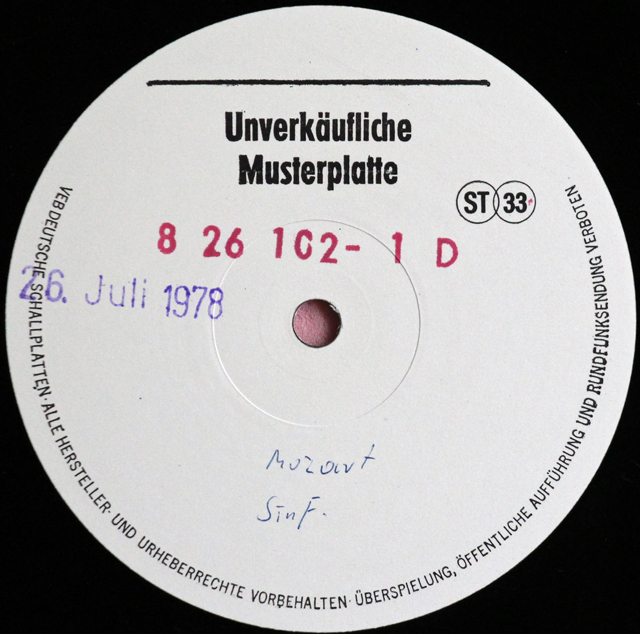 Unverkäufliche
Musterplatte
ST 33
8 26 102- 1 D
26. Juli 1978
Mozart
Sinf.
VEB DEUTSCHE SCHALLPLATTEN · ALLE HERSTELLER- UND URHEBERRECHTE VORBEHALTEN · ÜBERSPIELUNG, ÖFFENTLICHE AUFFÜHRUNG UND RUNDFUNKSENDUNG VERBOTEN